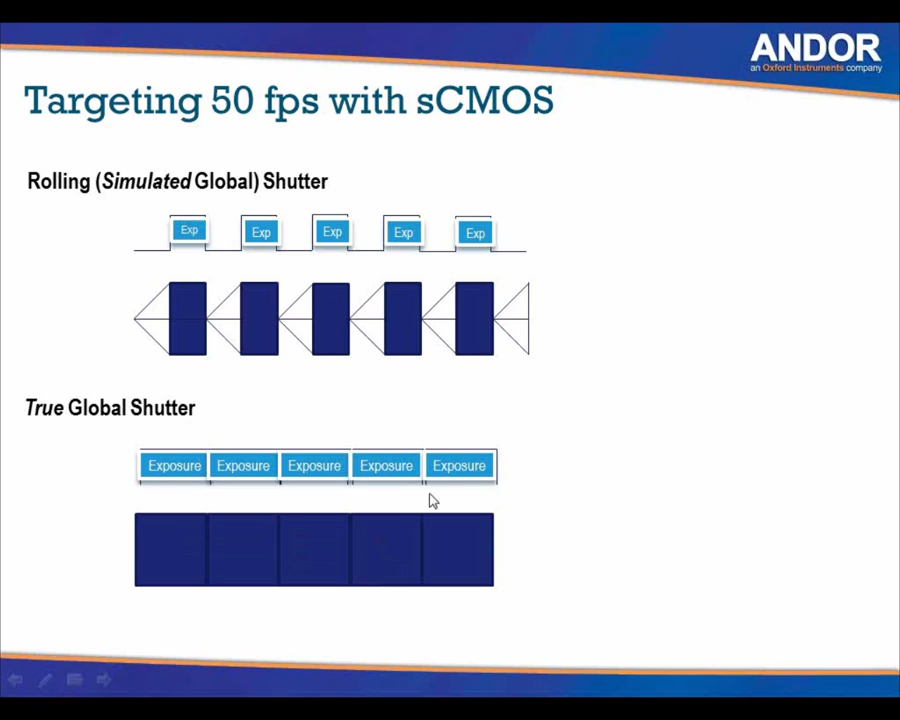 ANDOR
an Oxford Instruments company
Targeting 50 fps with sCMOS
Rolling (Simulated Global) Shutter
Exp Exp Exp Exp Exp
True Global Shutter
Exposure Exposure Exposure Exposure Exposure